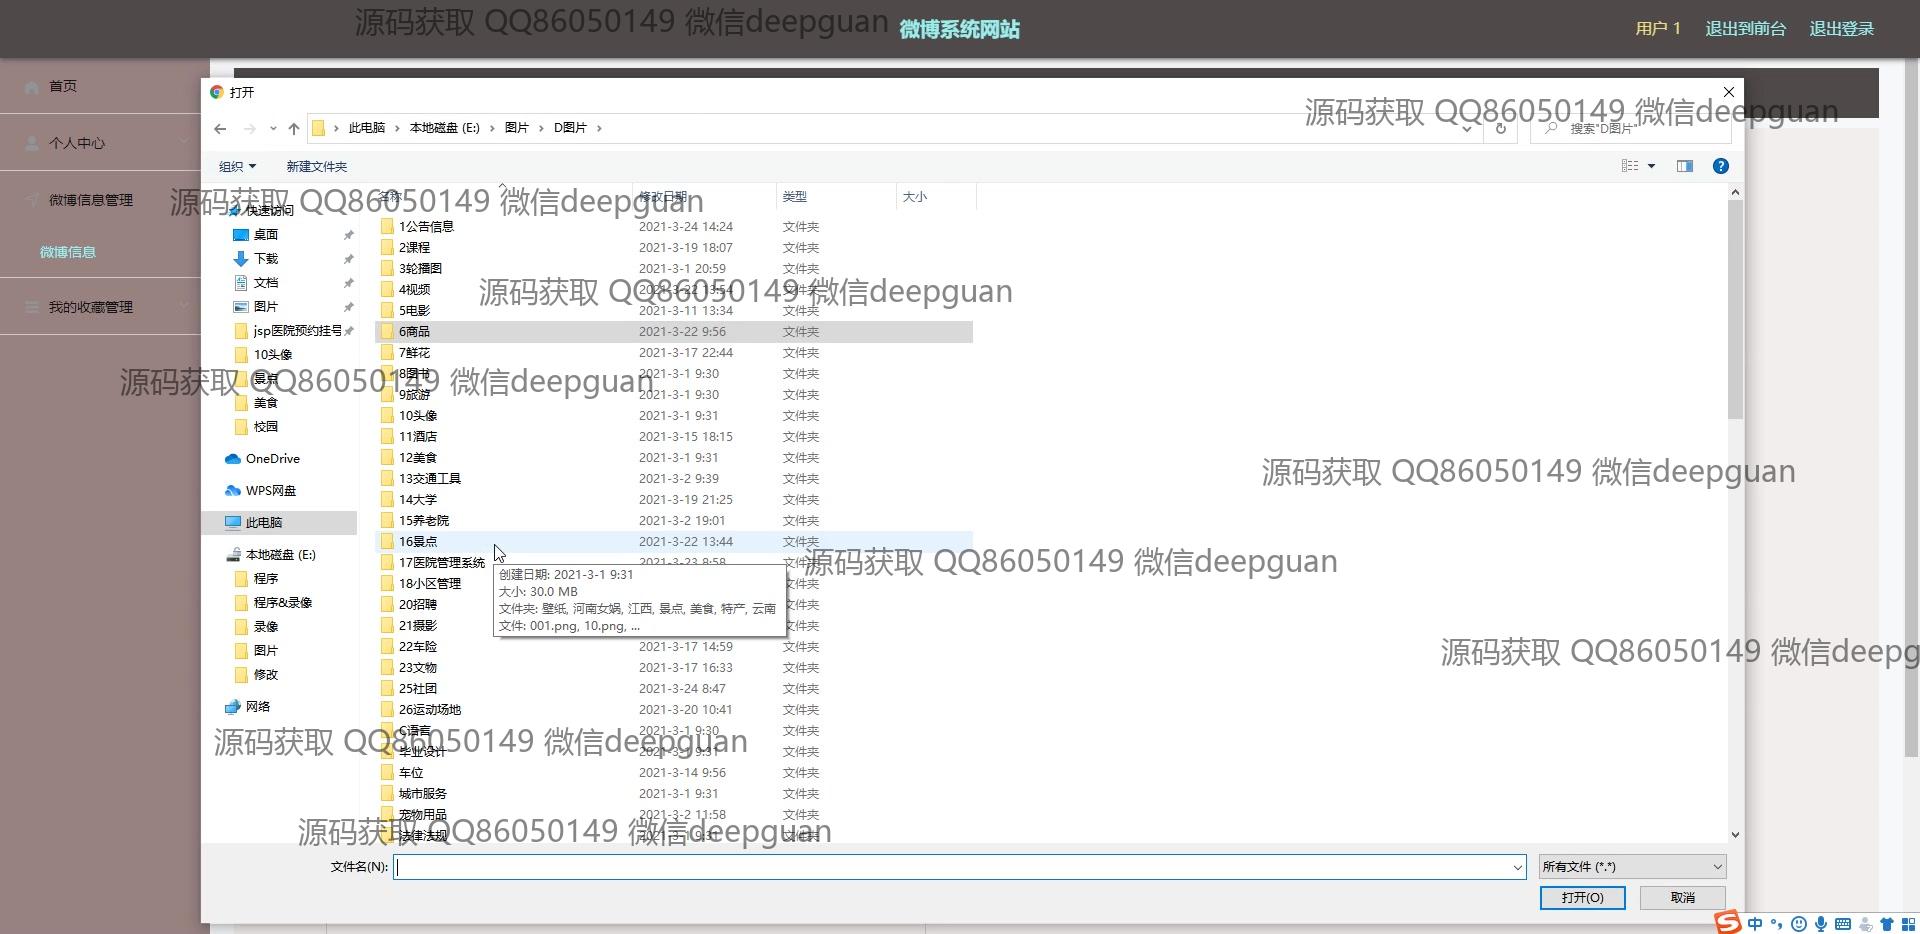 源码获取 QQ86050149 微信deepguan
微博系统网站
用户 1
退出到前台
退出登录
首页
个人中心
微博信息管理
微博信息
我的收藏管理
打开
此电脑 › 本地磁盘 (E:) › 图片 › D图片 ›
搜索"D图片"
源码获取 QQ86050149 微信deepguan
组织
新建文件夹
源码获取 QQ86050149 微信deepguan
名称 修改日期 类型 大小
快速访问
桌面
下载
文档
图片
jsp医院预约挂号
10头像
景点
美食
校园
OneDrive
WPS网盘
此电脑
本地磁盘 (E:)
程序
程序&录像
录像
图片
修改
网络
1公告信息 2021-3-24 14:24 文件夹
2课程 2021-3-19 18:07 文件夹
3轮播图 2021-3-1 20:59 文件夹
4视频 2021-3-22 13:54 文件夹
源码获取 QQ86050149 微信deepguan
5电影 2021-3-11 13:34 文件夹
6商品 2021-3-22 9:56 文件夹
7鲜花 2021-3-17 22:44 文件夹
8图书 2021-3-1 9:30 文件夹
源码获取 QQ86050149 微信deepguan
9旅游 2021-3-1 9:30 文件夹
10头像 2021-3-1 9:31 文件夹
11酒店 2021-3-15 18:15 文件夹
12美食 2021-3-1 9:31 文件夹
源码获取 QQ86050149 微信deepguan
13交通工具 2021-3-2 9:39 文件夹
14大学 2021-3-19 21:25 文件夹
15养老院 2021-3-2 19:01 文件夹
16景点 2021-3-22 13:44 文件夹
17医院管理系统 2021-3-23 8:58 文件夹
源码获取 QQ86050149 微信deepguan
18小区管理 文件夹
20招聘 文件夹
21摄影 文件夹
创建日期: 2021-3-1 9:31
大小: 30.0 MB
文件夹: 壁纸, 河南女娲, 江西, 景点, 美食, 特产, 云南
文件: 001.png, 10.png, ...
22车险 2021-3-17 14:59 文件夹
源码获取 QQ86050149 微信deepg
23文物 2021-3-17 16:33 文件夹
25社团 2021-3-24 8:47 文件夹
26运动场地 2021-3-20 10:41 文件夹
C语言 2021-3-1 9:30 文件夹
源码获取 QQ86050149 微信deepguan
毕业设计 2021-3-1 9:31 文件夹
车位 2021-3-14 9:56 文件夹
城市服务 2021-3-1 9:31 文件夹
宠物用品 2021-3-2 11:58 文件夹
源码获取 QQ86050149 微信deepguan
法律法规 2021-3-1 9:31 文件夹
文件名(N):
所有文件 (*.*)
打开(O)
取消
中